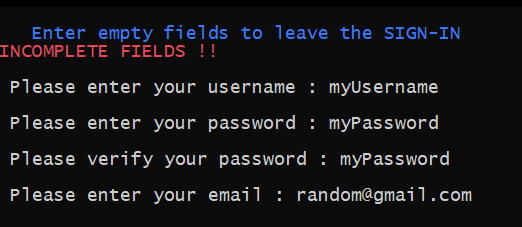 Enter empty fields to leave the SIGN-IN
INCOMPLETE FIELDS !!
Please enter your username : myUsername
Please enter your password : myPassword
Please verify your password : myPassword
Please enter your email : random@gmail.com